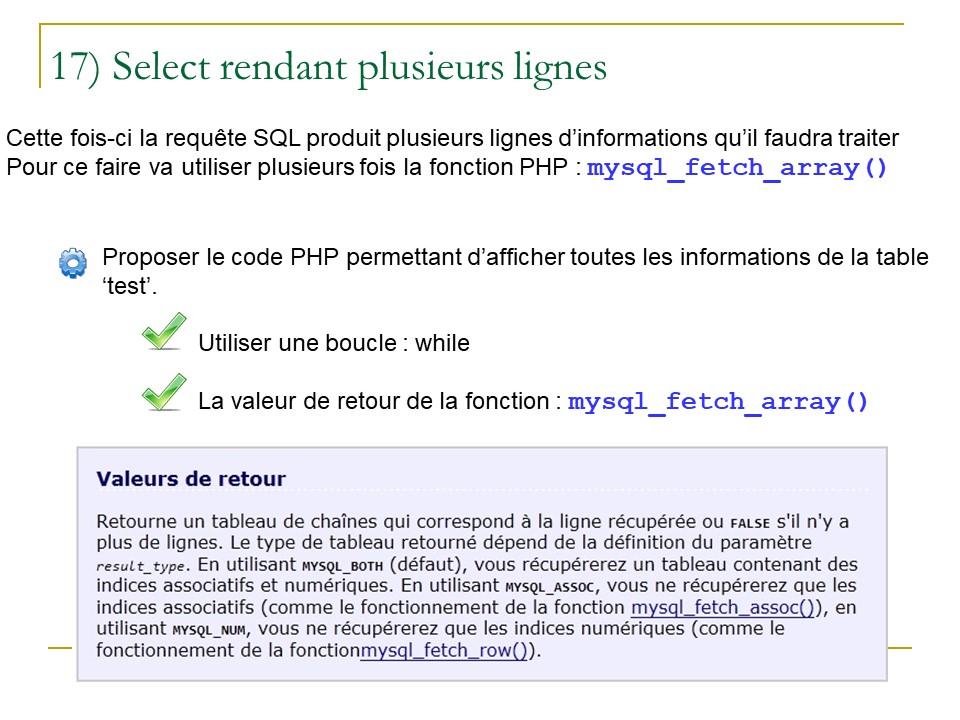 17) Select rendant plusieurs lignes
Cette fois-ci la requête SQL produit plusieurs lignes d’informations qu’il faudra traiter
Pour ce faire va utiliser plusieurs fois la fonction PHP : mysql_fetch_array()
Proposer le code PHP permettant d’afficher toutes les informations de la table
‘test’.
Utiliser une boucle : while
La valeur de retour de la fonction : mysql_fetch_array()
Valeurs de retour
Retourne un tableau de chaînes qui correspond à la ligne récupérée ou FALSE s'il n'y a
plus de lignes. Le type de tableau retourné dépend de la définition du paramètre
result_type. En utilisant MYSQL_BOTH (défaut), vous récupérerez un tableau contenant des
indices associatifs et numériques. En utilisant MYSQL_ASSOC, vous ne récupérerez que les
indices associatifs (comme le fonctionnement de la fonction mysql_fetch_assoc()), en
utilisant MYSQL_NUM, vous ne récupérerez que les indices numériques (comme le
fonctionnement de la fonctionmysql_fetch_row()).